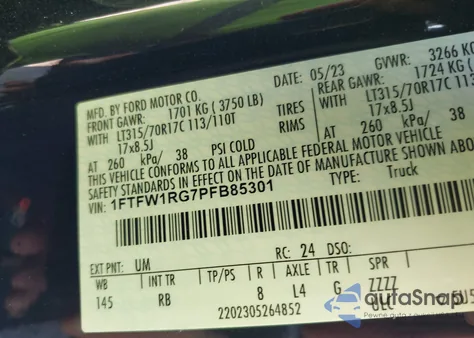 MFD. BY FORD MOTOR CO.
DATE: 05/23 GVWR: 3266 KG
FRONT GAWR: 1701 KG (3750 LB) REAR GAWR: 1724 KG
LT315/70R17C 113/110T TIRES LT315/70R17C 113
17x8.5J RIMS 17x8.5J
AT 260 kPa/ 38 PSI COLD AT 260 kPa/ 38
THIS VEHICLE CONFORMS TO ALL APPLICABLE FEDERAL MOTOR VEHICLE
SAFETY STANDARDS IN EFFECT ON THE DATE OF MANUFACTURE SHOWN ABOVE
VIN: 1FTFW1RG7PFB85301 TYPE: Truck
EXT PNT: UM RC: 24 DSO:
WB INT TR TP/PS R AXLE TR SPR
145 RB 8 L4 G ZZZZ
2202305264852
autoSnap